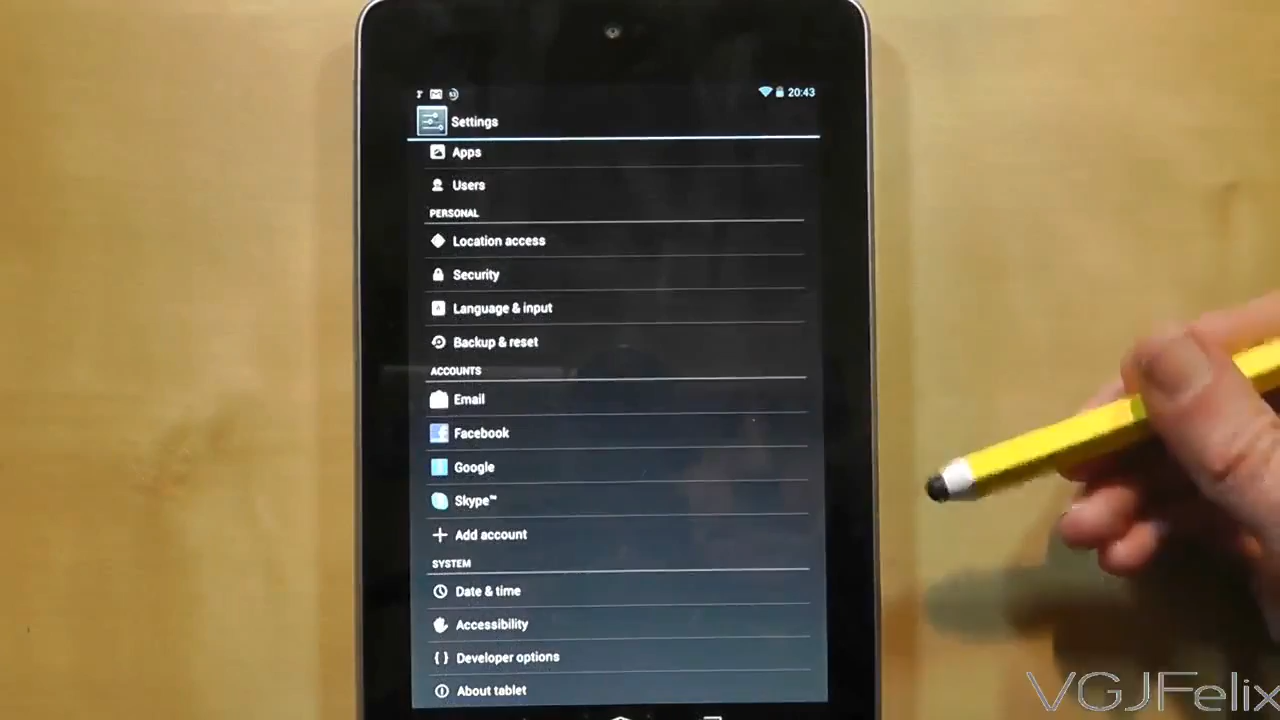 20:43
Settings
Apps
Users
PERSONAL
Location access
Security
Language & input
Backup & reset
ACCOUNTS
Email
Facebook
Google
Skype™
Add account
SYSTEM
Date & time
Accessibility
{ } Developer options
About tablet
VGJFelix